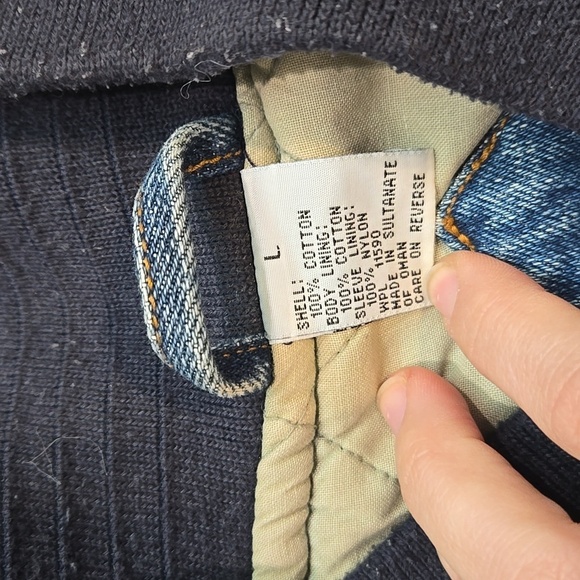 L
SHELL:
100% COTTON
BODY LINING:
100% COTTON
SLEEVE LINING:
100% NYLON
WPL 11590
MADE IN SULTANATE
OF OMAN
CARE ON REVERSE